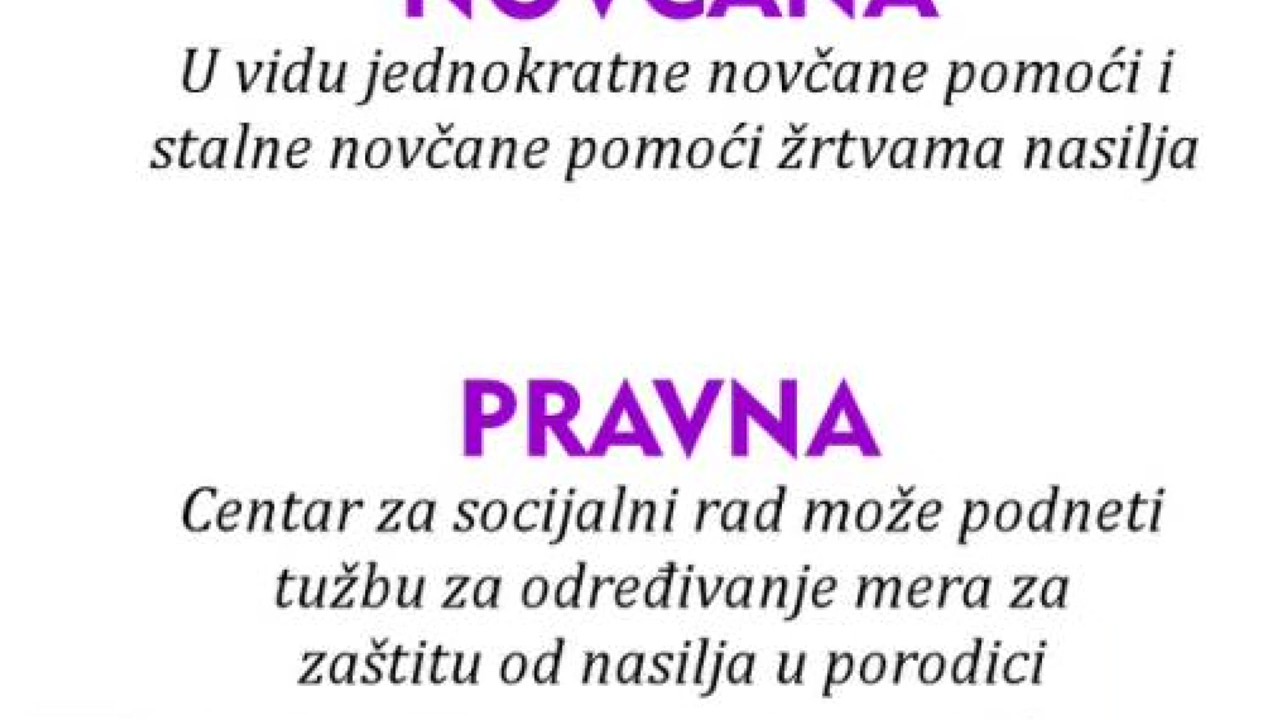 NOVČANA
U vidu jednokratne novčane pomoći i
stalne novčane pomoći žrtvama nasilja
PRAVNA
Centar za socijalni rad može podneti
tužbu za određivanje mera za
zaštitu od nasilja u porodici